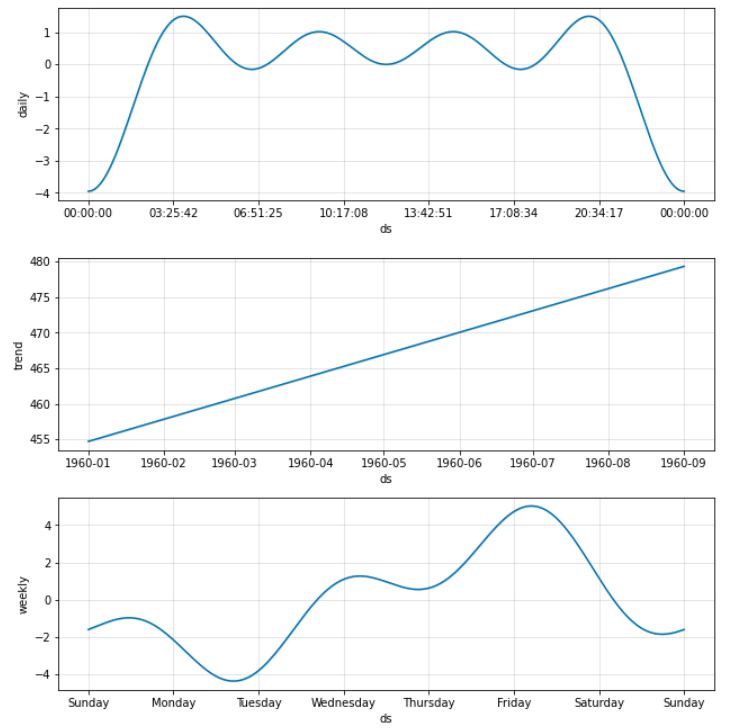 1
0
−1
−2
−3
−4
daily
00:00:00 03:25:42 06:51:25 10:17:08 13:42:51 17:08:34 20:34:17 00:00:00
ds
480
475
470
465
460
455
trend
1960-01 1960-02 1960-03 1960-04 1960-05 1960-06 1960-07 1960-08 1960-09
ds
4
2
0
−2
−4
weekly
Sunday Monday Tuesday Wednesday Thursday Friday Saturday Sunday
ds